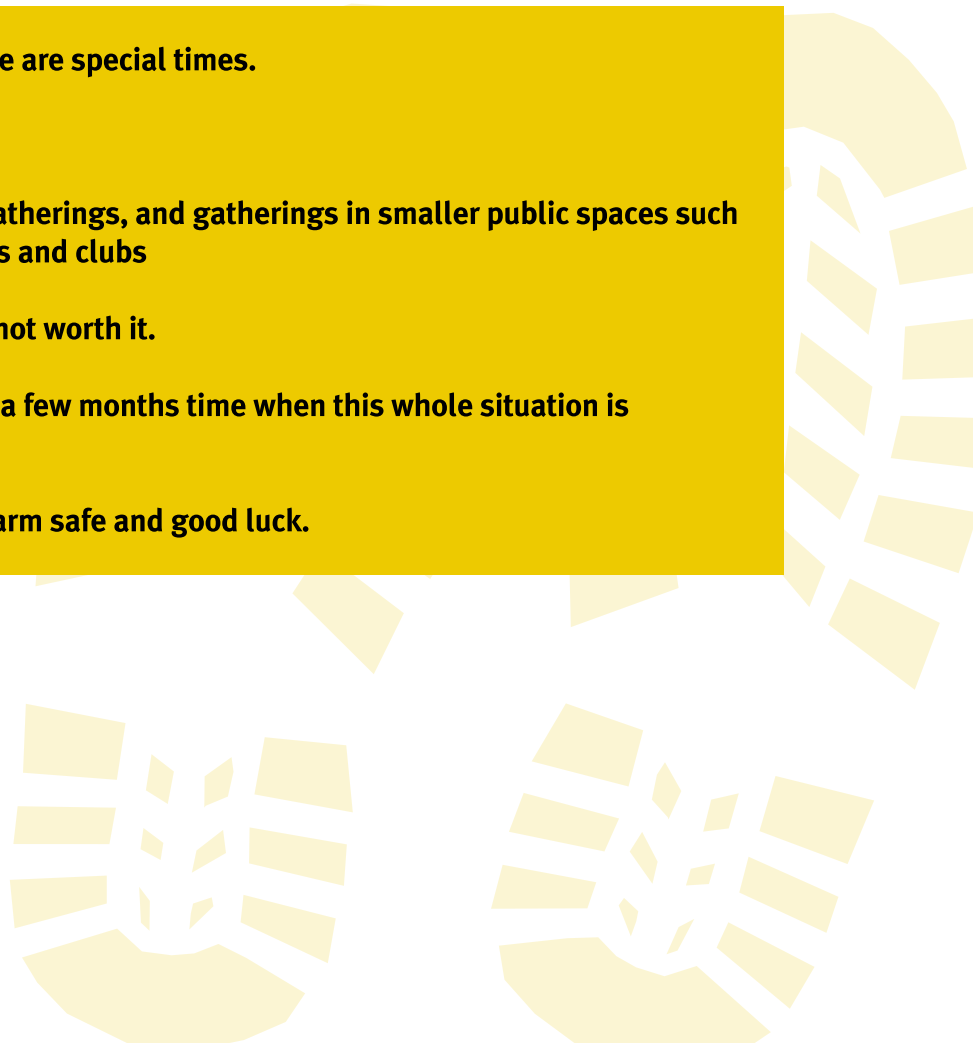 e are special times.
atherings, and gatherings in smaller public spaces such
s and clubs
not worth it.
a few months time when this whole situation is
arm safe and good luck.